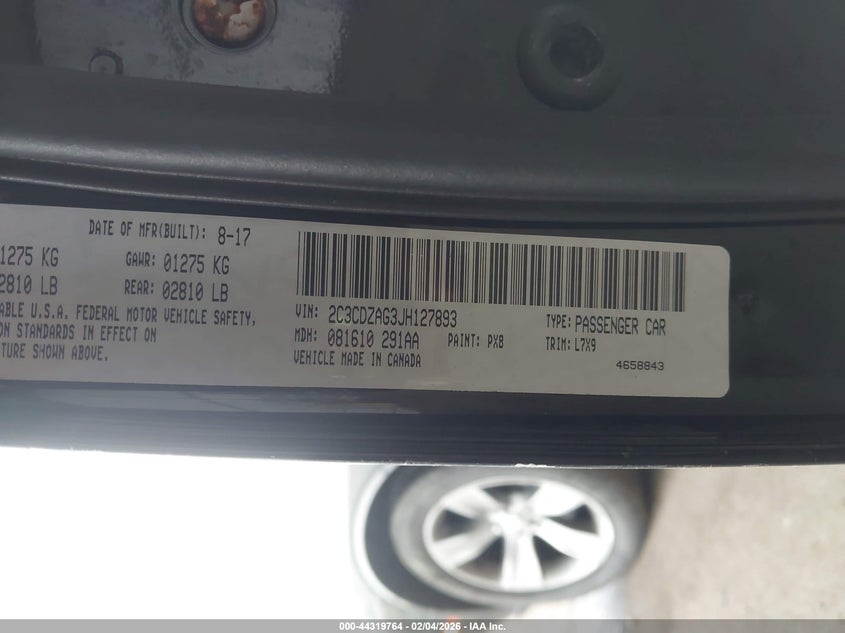 DATE OF MFR(BUILT): 8-17
1275 KG GAWR: 01275 KG
2810 LB REAR: 02810 LB
ABLE U.S.A. FEDERAL MOTOR VEHICLE SAFETY,
ON STANDARDS IN EFFECT ON
TURE SHOWN ABOVE.
VIN: 2C3CDZAG3JH127893 TYPE: PASSENGER CAR
MDH: 081610 291AA PAINT: PX8 TRIM: L7X9
VEHICLE MADE IN CANADA 4658843
000-44319764 - 02/04/2026 - IAA Inc.